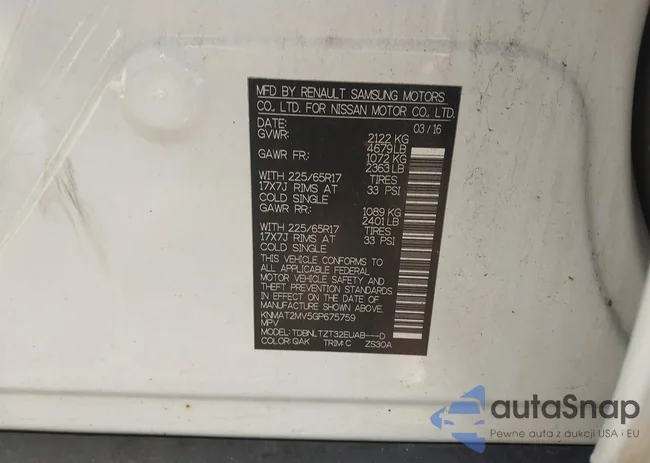 MFD BY RENAULT SAMSUNG MOTORS
CO., LTD. FOR NISSAN MOTOR CO., LTD.
DATE: 03/16
GVWR: 2122 KG
4679 LB
GAWR FR: 1072 KG
2363 LB
WITH 225/65R17 TIRES
17X7J RIMS AT 33 PSI
COLD SINGLE
GAWR RR: 1089 KG
2401 LB
WITH 225/65R17 TIRES
17X7J RIMS AT 33 PSI
COLD SINGLE
THIS VEHICLE CONFORMS TO
ALL APPLICABLE FEDERAL
MOTOR VEHICLE SAFETY AND
THEFT PREVENTION STANDARDS
IN EFFECT ON THE DATE OF
MANUFACTURE SHOWN ABOVE.
KNMAT2MV5GP675759
MPV
MODEL: TDBNLTZT32EUAB---D
COLOR: QAK TRIM: C ZS30A
autoSnap
Pewne auta z aukcji USA i EU